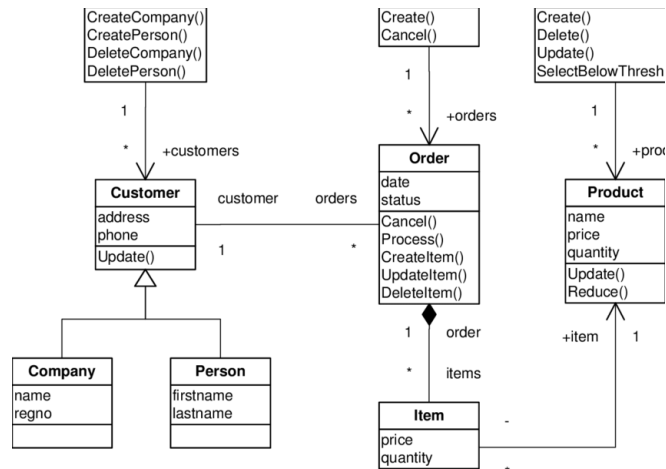 CreateCompany()
CreatePerson()
DeleteCompany()
DeletePerson()
1
*
+customers
Customer
address
phone
Update()
customer
orders
1
*
Company
name
regno
Person
firstname
lastname
Create()
Cancel()
1
*
+orders
Order
date
status
Cancel()
Process()
CreateItem()
UpdateItem()
DeleteItem()
1
order
*
items
Item
price
quantity
-
Create()
Delete()
Update()
SelectBelowThresh
1
*
+prod
Product
name
price
quantity
Update()
Reduce()
+item
1